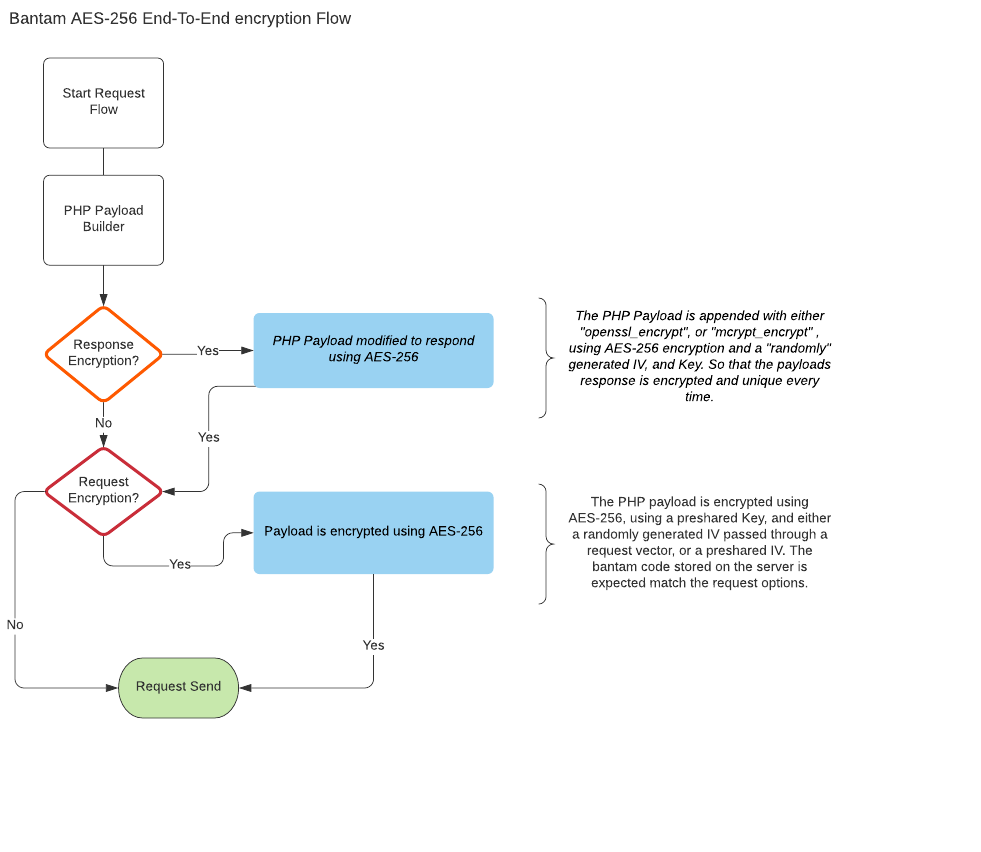 Bantam AES-256 End-To-End encryption Flow
Start Request
Flow
PHP Payload
Builder
Response
Encryption?
Yes
PHP Payload modified to respond
using AES-256
The PHP Payload is appended with either
"openssl_encrypt", or "mcrypt_encrypt" ,
using AES-256 encryption and a "randomly"
generated IV, and Key. So that the payloads
response is encrypted and unique every
time.
No
Yes
Request
Encryption?
Payload is encrypted using AES-256
The PHP payload is encrypted using
AES-256, using a preshared Key, and either
a randomly generated IV passed through a
request vector, or a preshared IV. The
bantam code stored on the server is
expected match the request options.
Yes
No
Yes
Request Send